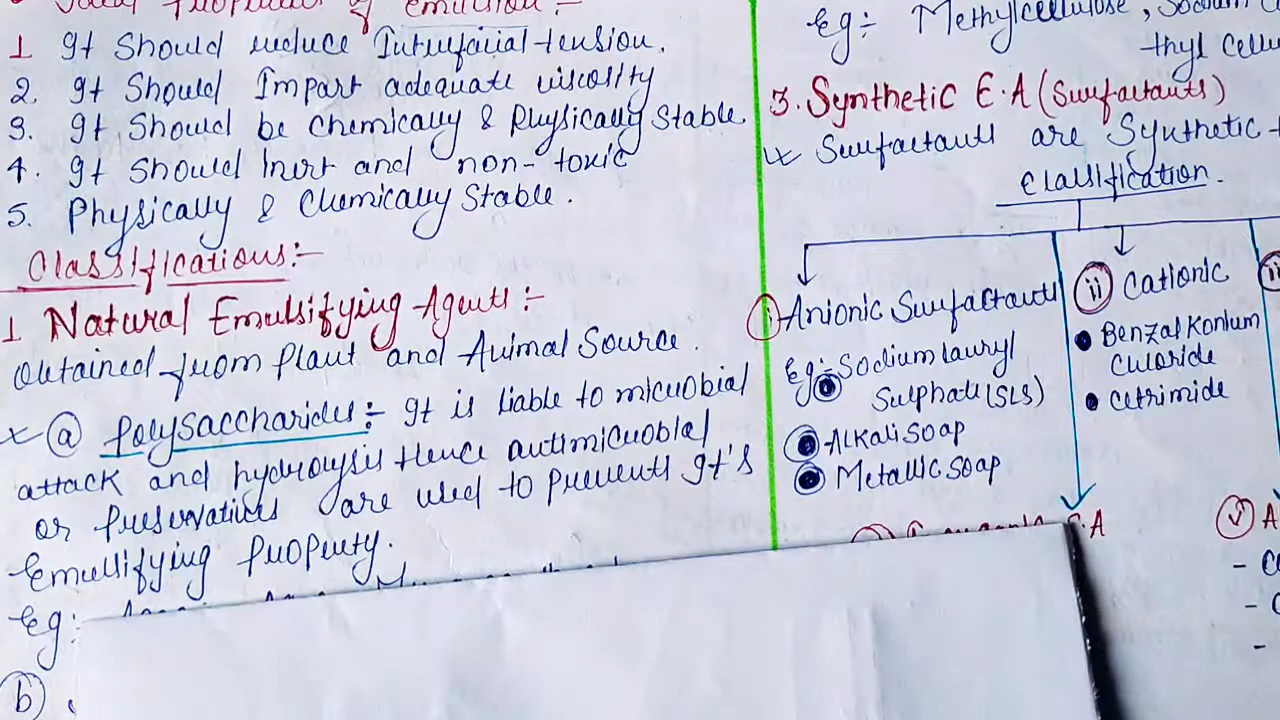 1 It Should reduce Interfacial tension.
2. It Should Impart adequate viscosity
3. It Should be Chemically & Physically Stable
4. It Should Inert and non-toxic
5. Physically & Chemically Stable.
Classifications:-
1 Natural Emulsifying Agents:-
Obtained from Plant and Animal Source.
(a) Polysaccharides:- It is liable to microbial
attack and hydrolysis Hence antimicrobial
or Preservatives are used to prevents It's
Emulsifying Property.
Eg:
(b)
Eg:- Methylcellulose,
3. Synthetic E.A (Surfactants)
Surfactants are Synthetic
Classification.
(i) Anionic Surfactants
Eg:- Sodium lauryl
Sulphate (SLS)
Alkali Soap
Metallic Soap
(ii) Cationic
Benzalkonium
Chloride
Cetrimide